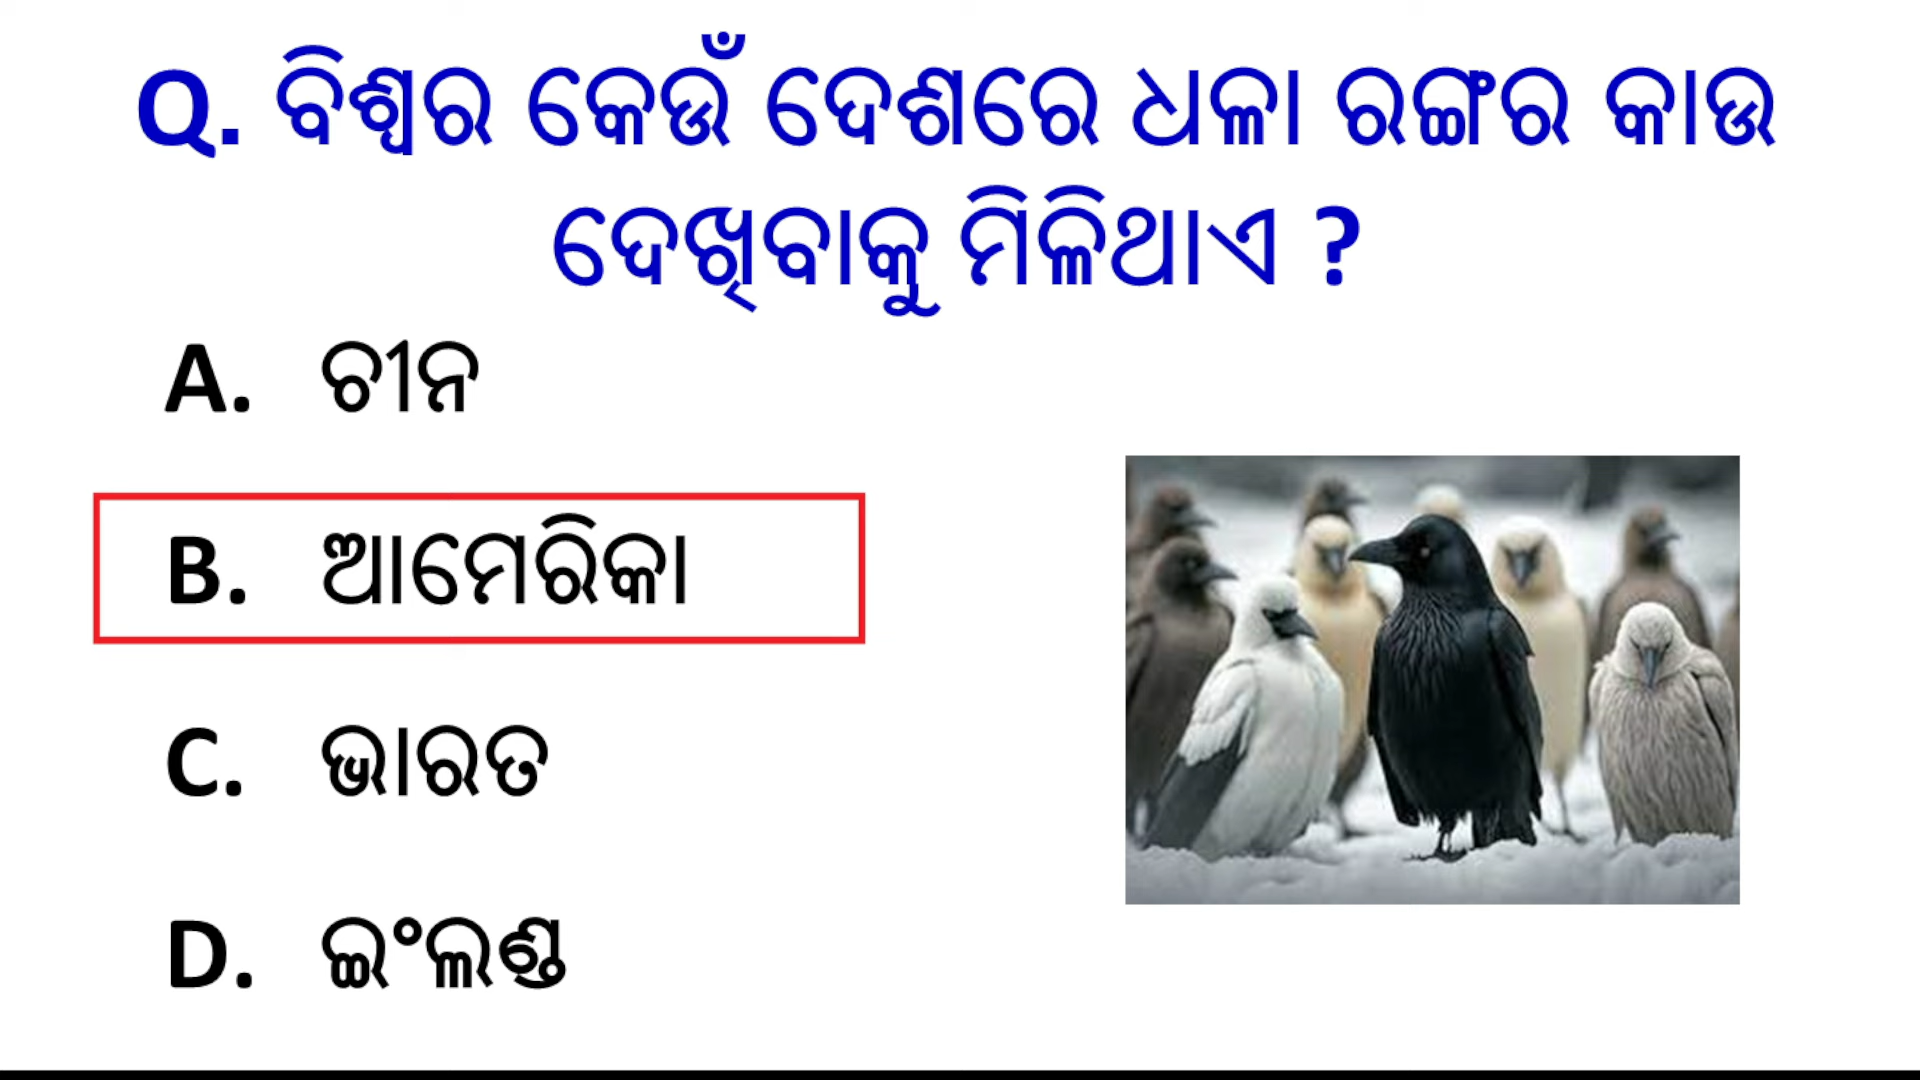 Q. ବିଶ୍ୱର କେଉଁ ଦେଶରେ ଧଳା ରଙ୍ଗର କାଉ
ଦେଖିବାକୁ ମିଳିଥାଏ ?
A. ଚୀନ
B. ଆମେରିକା
C. ଭାରତ
D. ଇଂଲଣ୍ଡ